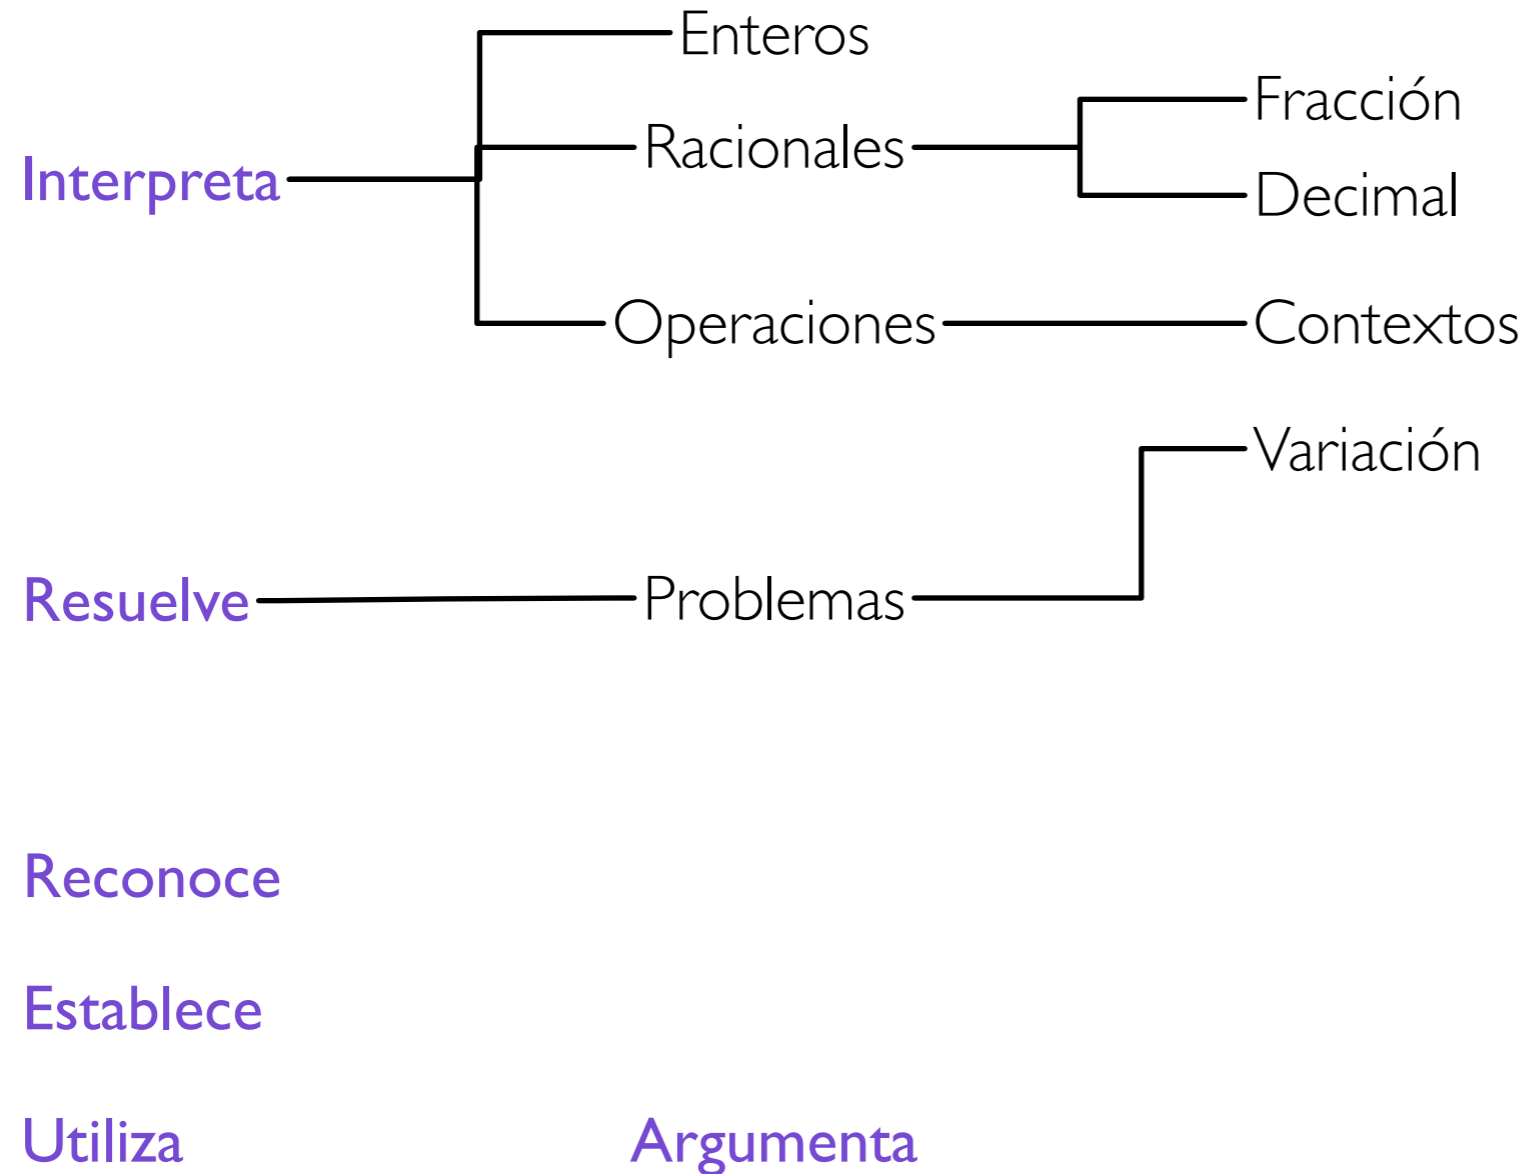 Enteros
Fracción
Racionales
Interpreta
Decimal
Operaciones
Contextos
Variación
Resuelve
Problemas
Reconoce
Establece
Utiliza
Argumenta